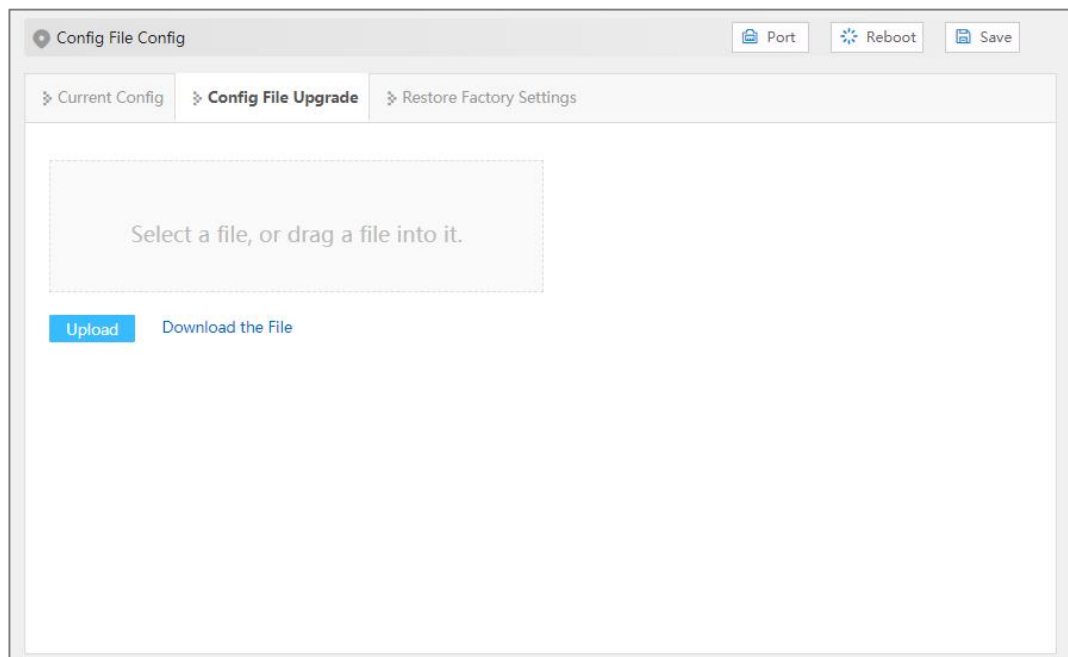 Config File Config Port Reboot Save
Current Config Config File Upgrade Restore Factory Settings
Select a file, or drag a file into it.
Upload Download the File